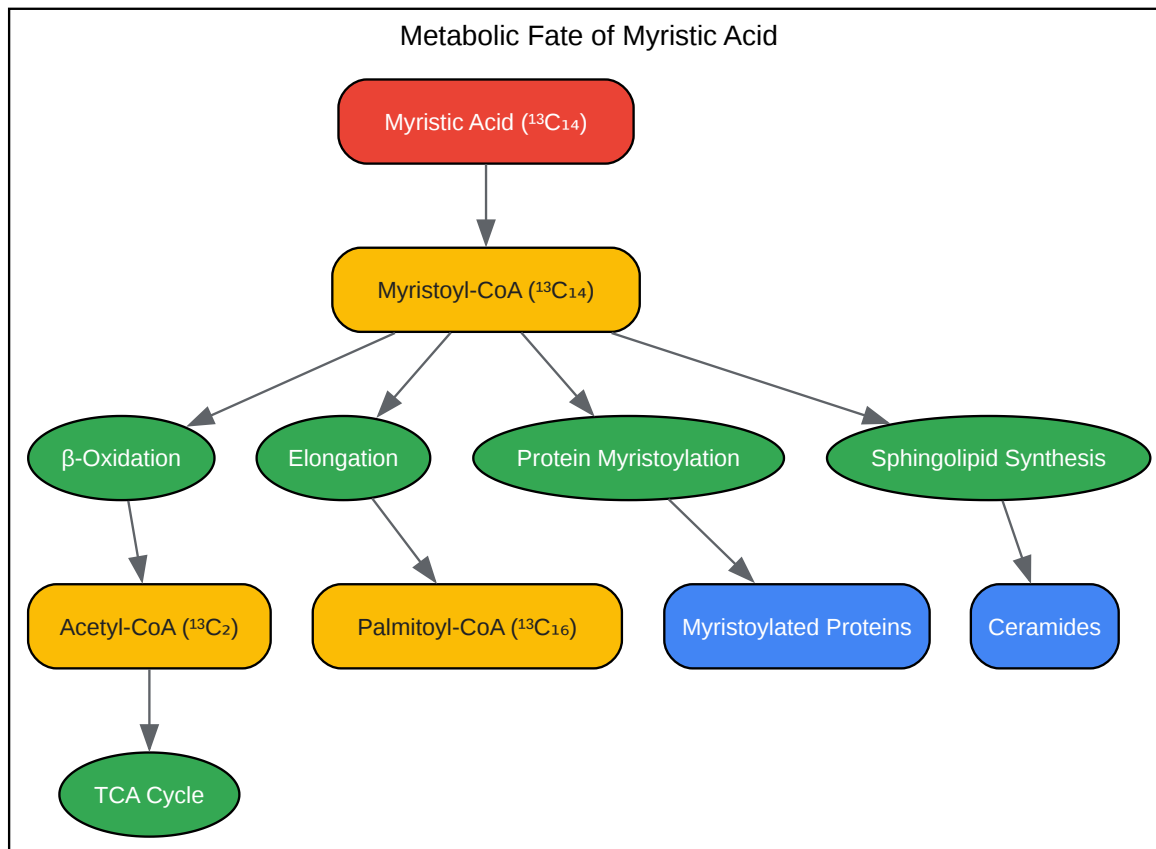 Metabolic Fate of Myristic Acid
Myristic Acid (¹³C₁₄)
Myristoyl-CoA (¹³C₁₄)
β-Oxidation
Elongation
Protein Myristoylation
Sphingolipid Synthesis
Acetyl-CoA (¹³C₂)
Palmitoyl-CoA (¹³C₁₆)
Myristoylated Proteins
Ceramides
TCA Cycle